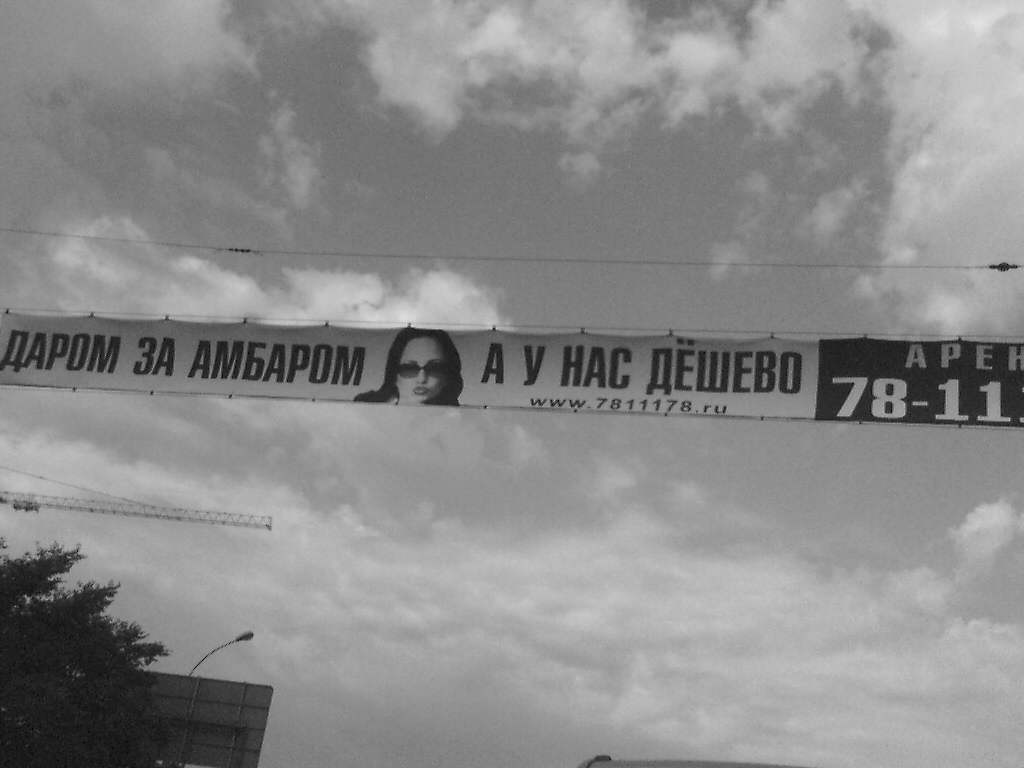 ДАРОМ ЗА АМБАРОМ А У НАС ДЁШЕВО
www.7811178.ru
АРЕН
78-11